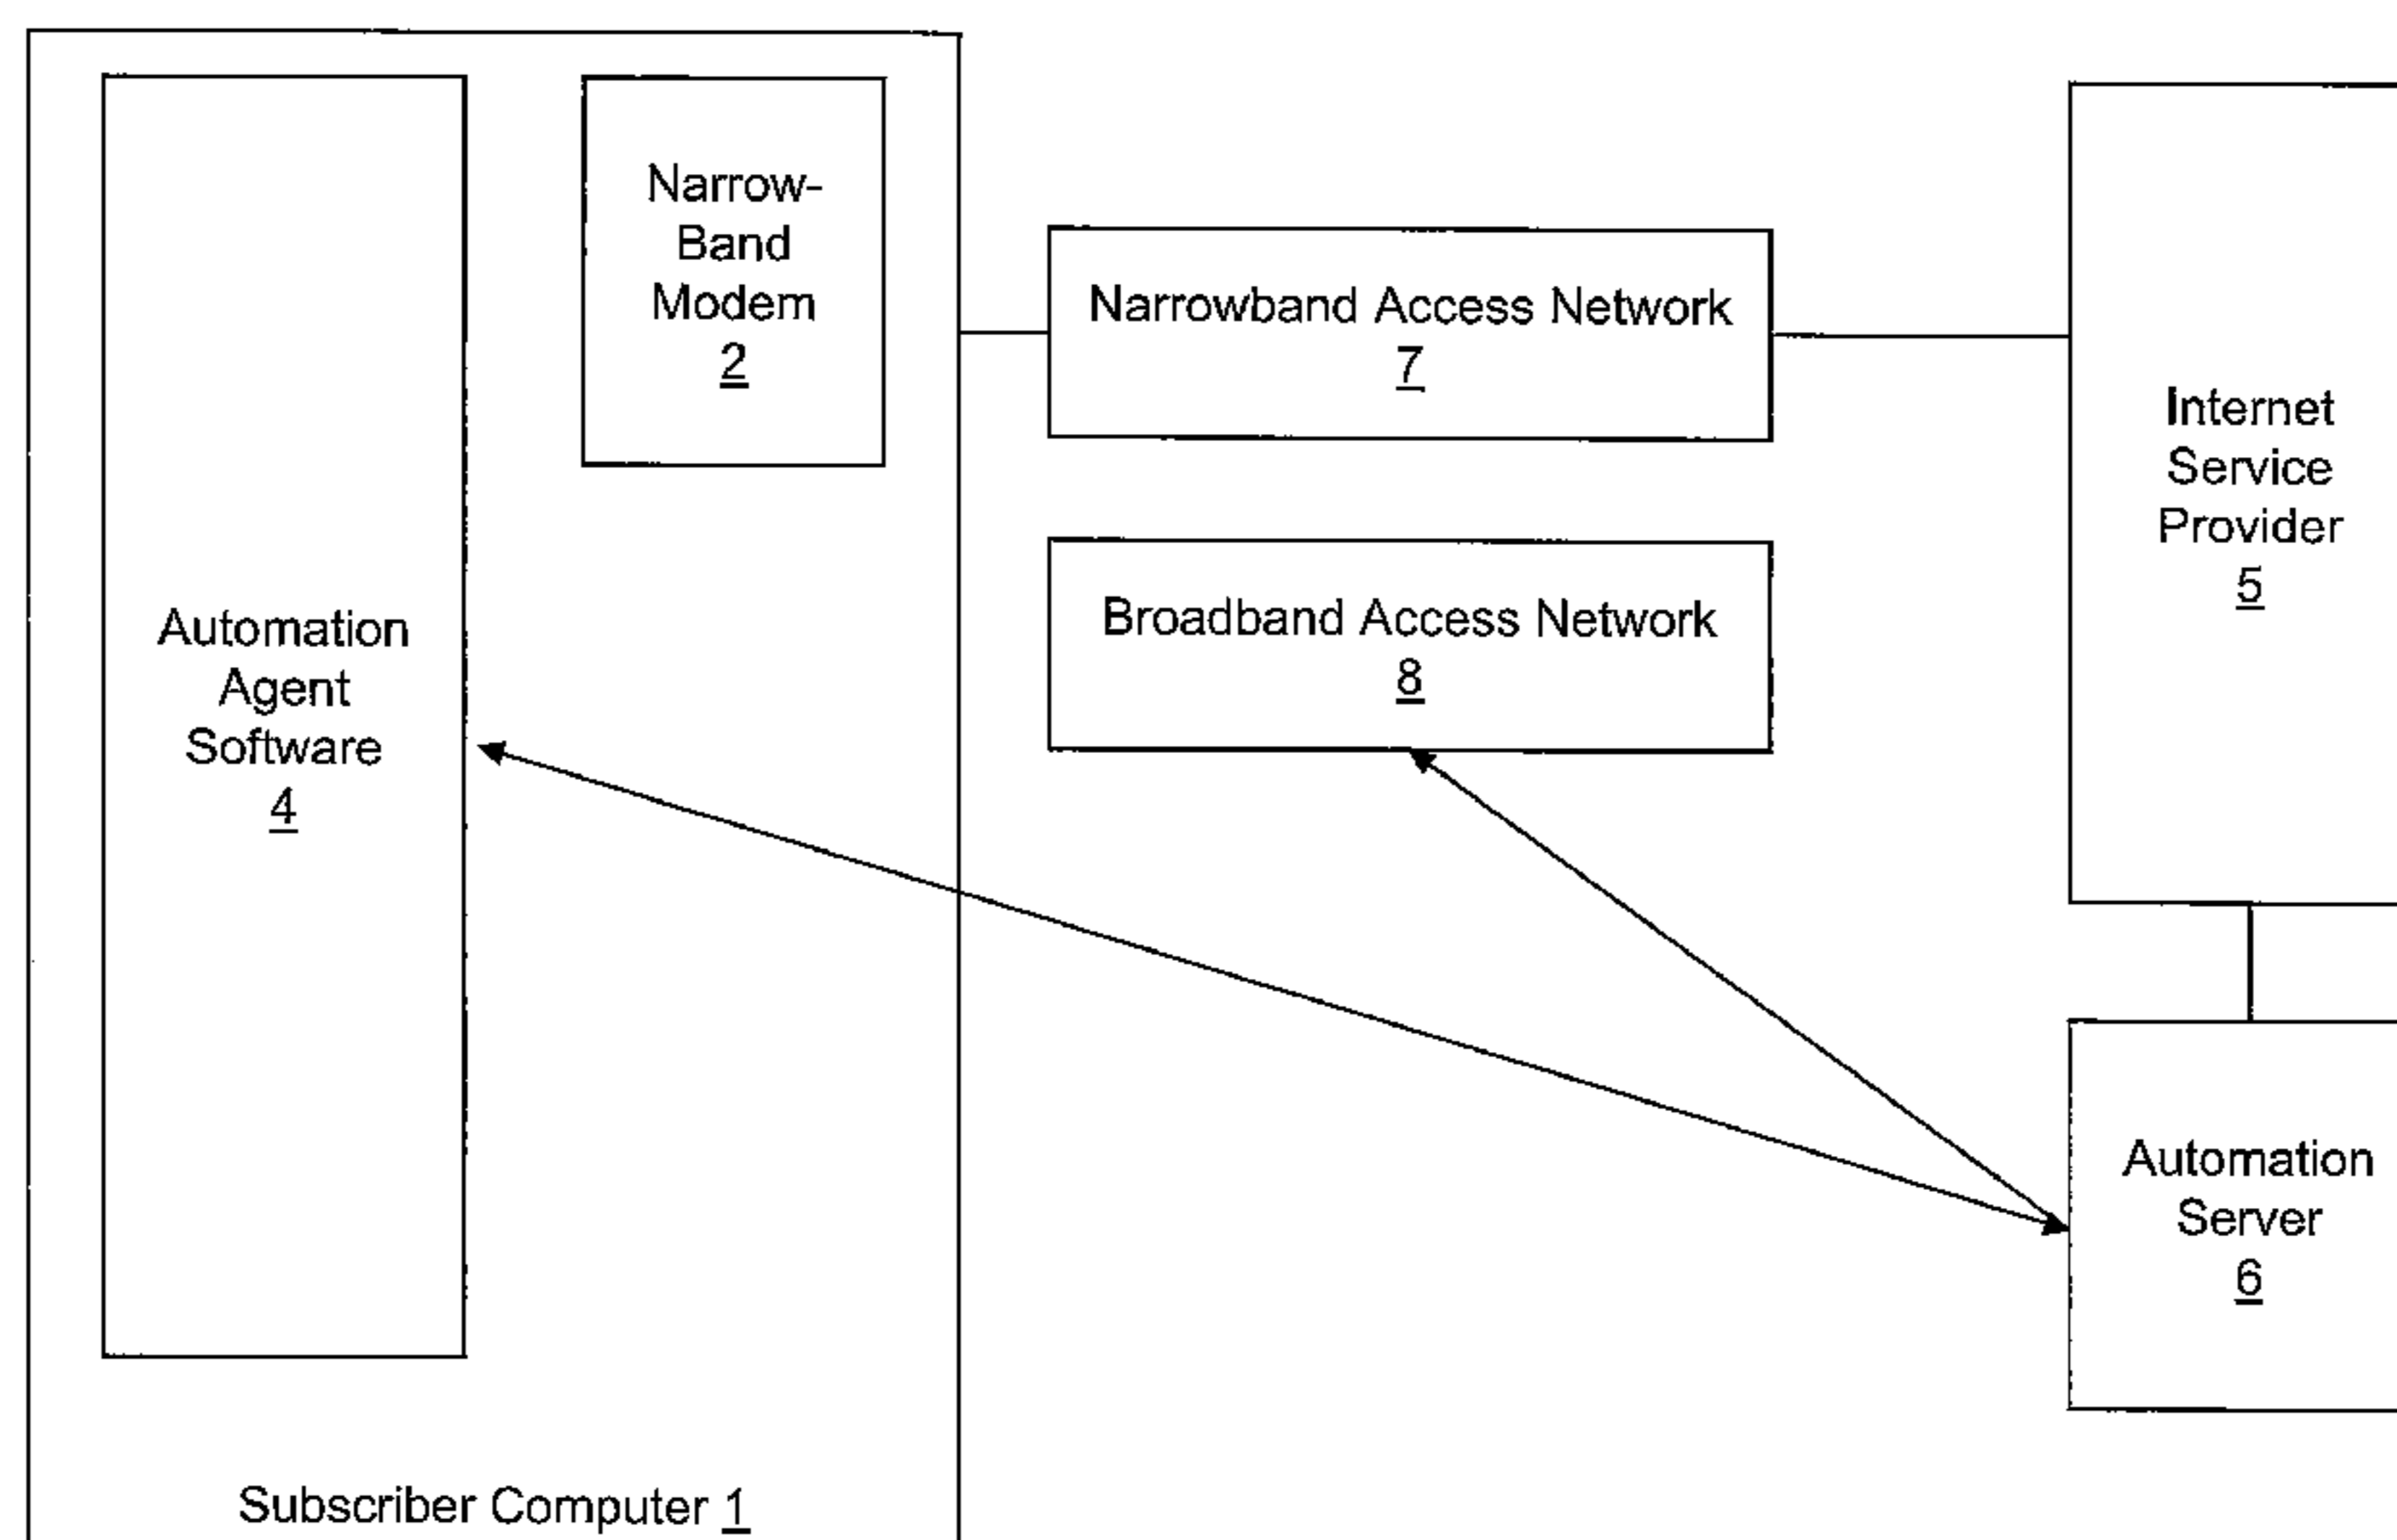 Narrow-
Band
Modem
2
Narrowband Access Network
7
Internet
Service
Provider
5
Broadband Access Network
8
Automation
Agent
Software
4
Automation
Server
6
Subscriber Computer 1